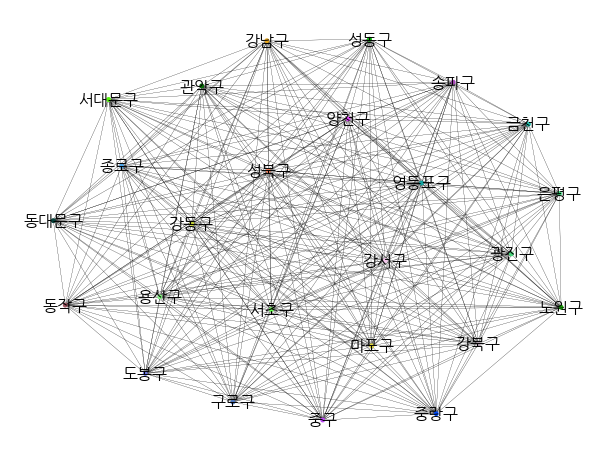 강남구
성동구
관악구
송파구
서대문구
양천구
금천구
종로구
성북구
영등포구
은평구
동대문구
강동구
광진구
강서구
동작구
용산구
서초구
노원구
마포구
강북구
도봉구
구로구
중구
중랑구